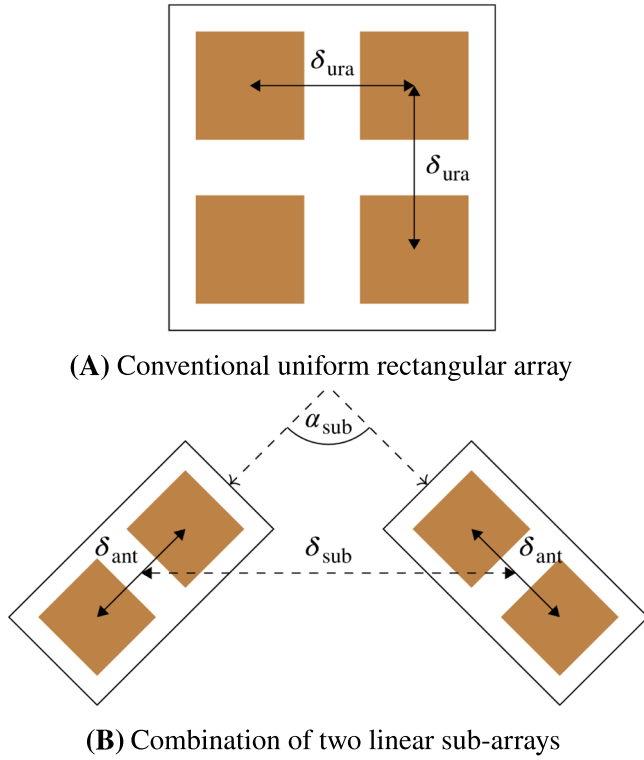 δura
δura
(A) Conventional uniform rectangular array
αsub
δant δsub δant
(B) Combination of two linear sub-arrays